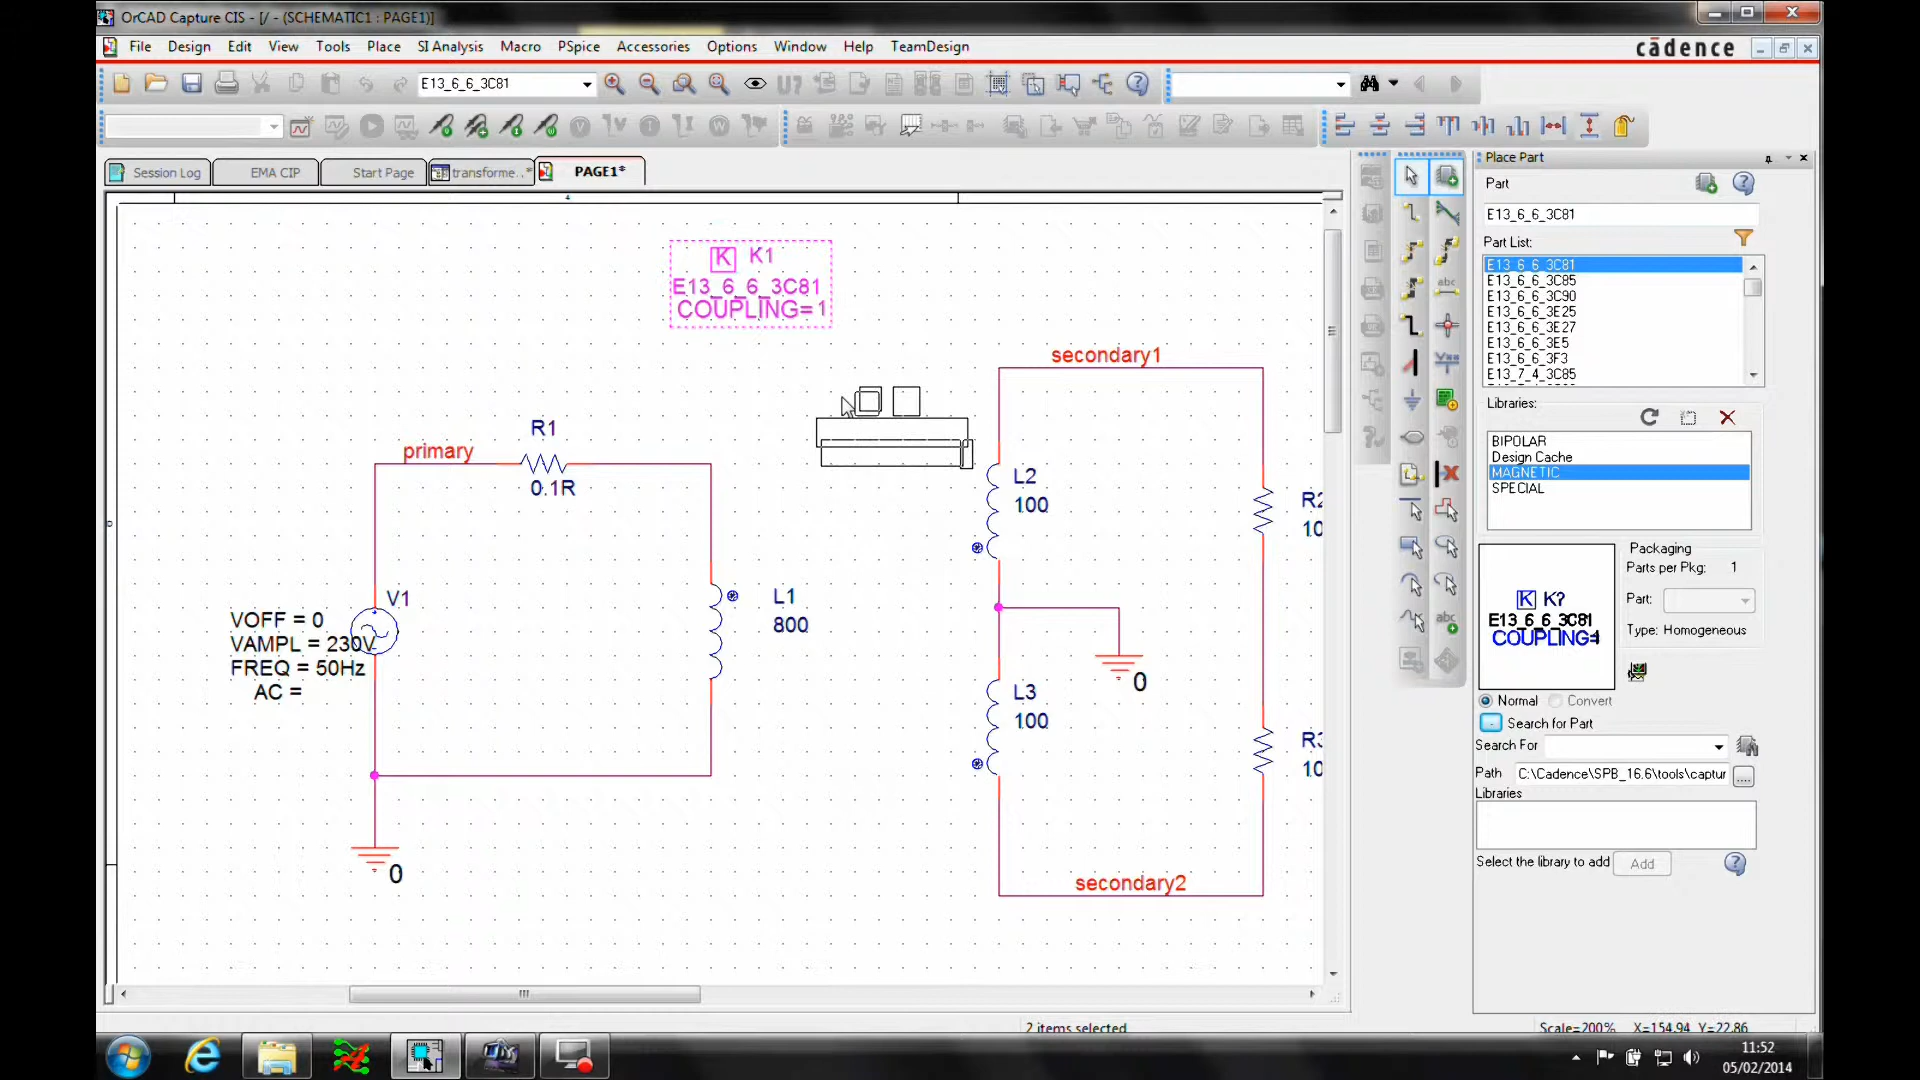 OrCAD Capture CIS - [/ - (SCHEMATIC1 : PAGE1)]
File Design Edit View Tools Place SI Analysis Macro PSpice Accessories Options Window Help TeamDesign
cādence
E13_6_6_3C81
Session Log
EMA CIP
Start Page
transforme..*
PAGE1*
K K1
E13_6_6_3C81
COUPLING=1
secondary1
primary
R1
0.1R
L2
100
R2
10
V1
VOFF = 0
VAMPL = 230V
FREQ = 50Hz
AC =
L1
800
0
L3
100
R3
10
0
secondary2
Place Part
Part
E13_6_6_3C81
Part List:
E13_6_6_3C81
E13_6_6_3C85
E13_6_6_3C90
E13_6_6_3E25
E13_6_6_3E27
E13_6_6_3E5
E13_6_6_3F3
E13_7_4_3C85
Libraries:
BIPOLAR
Design Cache
MAGNETIC
SPECIAL
K K?
E13_6_6_3C81
COUPLING=1
Packaging
Parts per Pkg: 1
Part:
Type: Homogeneous
Normal Convert
Search for Part
Search For
Path C:\Cadence\SPB_16.6\tools\captur
Libraries
Select the library to add Add
2 items selected
Scale=200% X=154.94 Y=22.86
11:52
05/02/2014